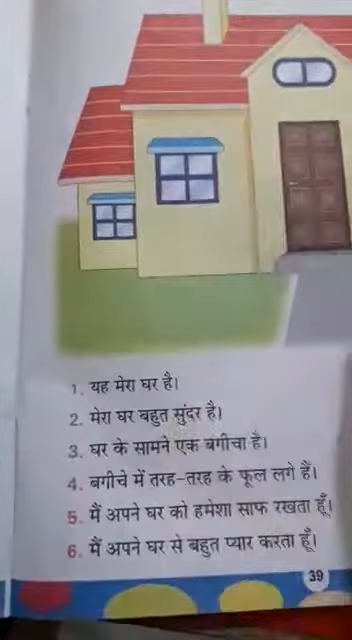 1. यह मेरा घर है।
2. मेरा घर बहुत सुंदर है।
3. घर के सामने एक बगीचा है।
4. बगीचे में तरह-तरह के फूल लगे हैं।
5. मैं अपने घर को हमेशा साफ रखता हूँ।
6. मैं अपने घर से बहुत प्यार करता हूँ।
39